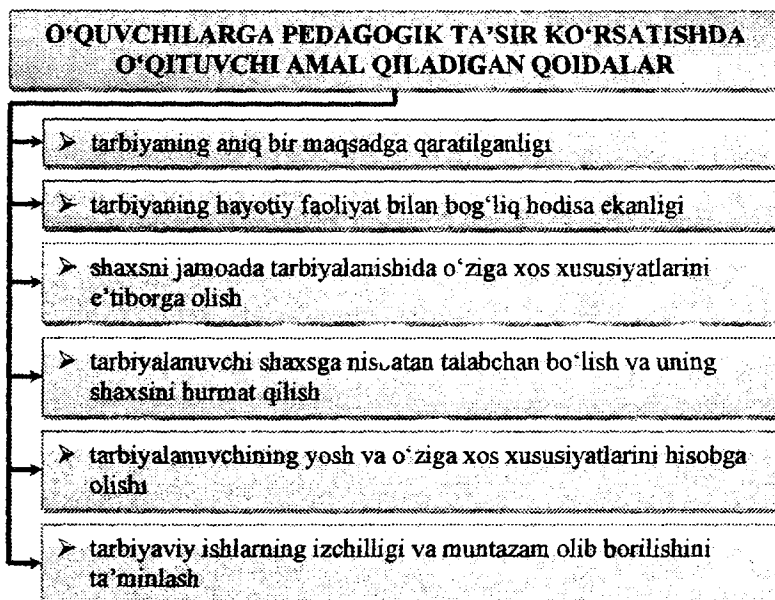 O‘QUVCHILARGA PEDAGOGIK TA’SIR KO‘RSATISHDA
O‘QITUVCHI AMAL QILADIGAN QOIDALAR
➢ tarbiyaning aniq bir maqsadga qaratilganligi
➢ tarbiyaning hayotiy faoliyat bilan bog‘liq hodisa ekanligi
➢ shaxsni jamoada tarbiyalanishida o‘ziga xos xususiyatlarini
e’tiborga olish
➢ tarbiyalanuvchi shaxsga nisbatan talabchan bo‘lish va uning
shaxsini hurmat qilish
➢ tarbiyalanuvchining yosh va o‘ziga xos xususiyatlarini hisobga
olishi
➢ tarbiyaviy ishlarning izchilligi va muntazam olib borilishini
ta’minlash